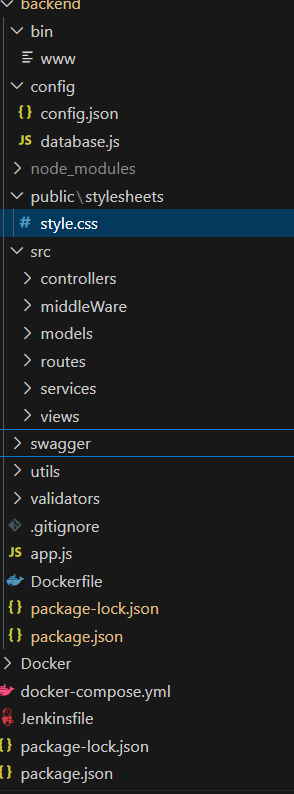 backend
bin
www
config
config.json
database.js
node_modules
public\stylesheets
style.css
src
controllers
middleWare
models
routes
services
views
swagger
utils
validators
.gitignore
app.js
Dockerfile
package-lock.json
package.json
Docker
docker-compose.yml
Jenkinsfile
package-lock.json
package.json